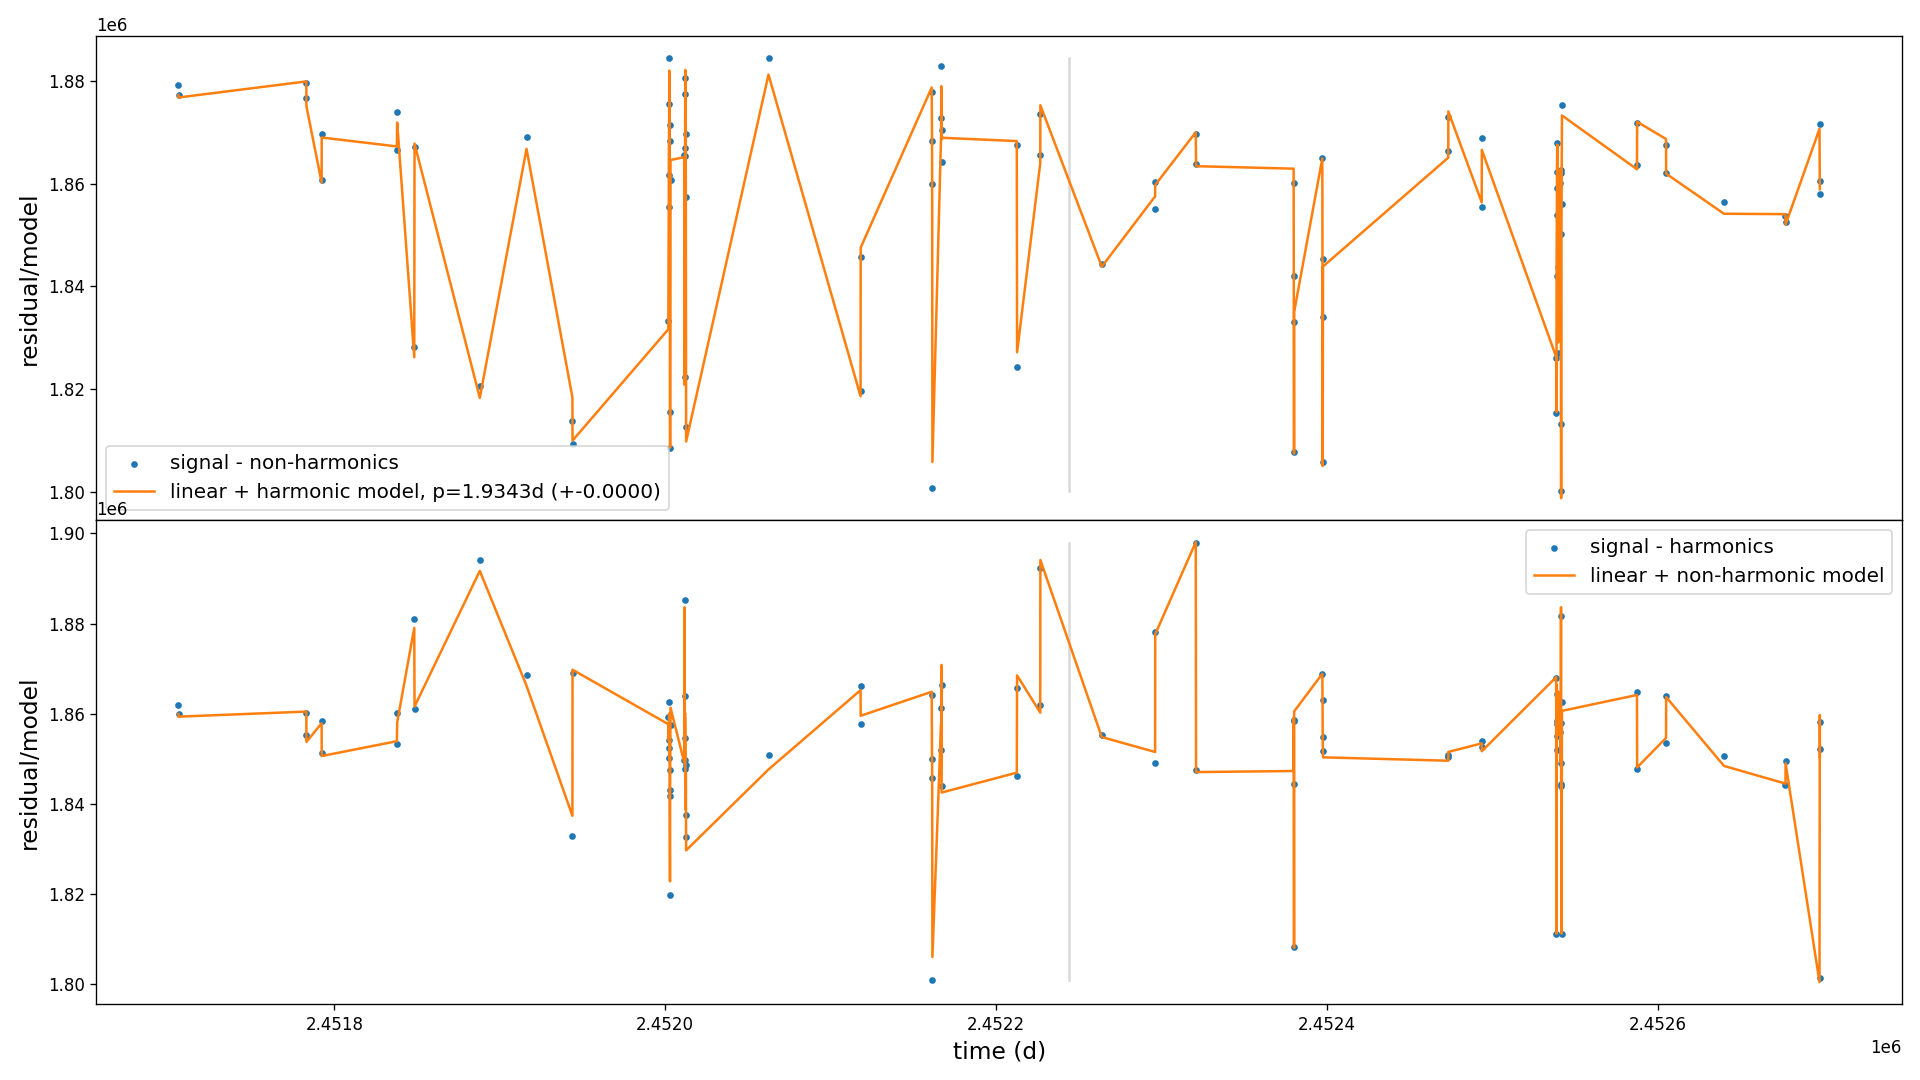 1e6
1.88
1.86
1.84
1.82
1.80
residual/model
signal - non-harmonics
linear + harmonic model, p=1.9343d (+-0.0000)
1e6
1.90
1.88
1.86
1.84
1.82
1.80
residual/model
signal - harmonics
linear + non-harmonic model
2.4518
2.4520
2.4522
2.4524
2.4526
time (d)
1e6